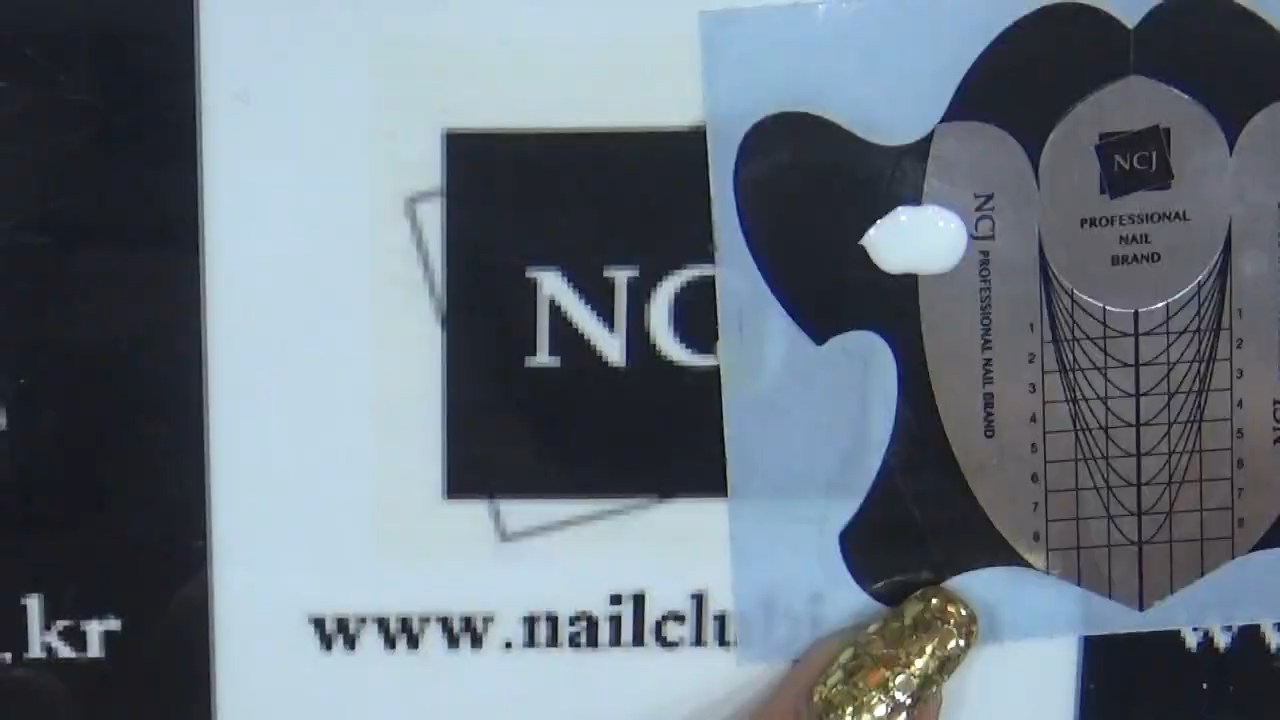 .kr
NC
www.nailclu
NCJ
PROFESSIONAL
NAIL
BRAND
NCJ PROFESSIONAL NAIL BRAND
1
2
3
4
5
6
7
8
1
2
3
4
5
6
7
8